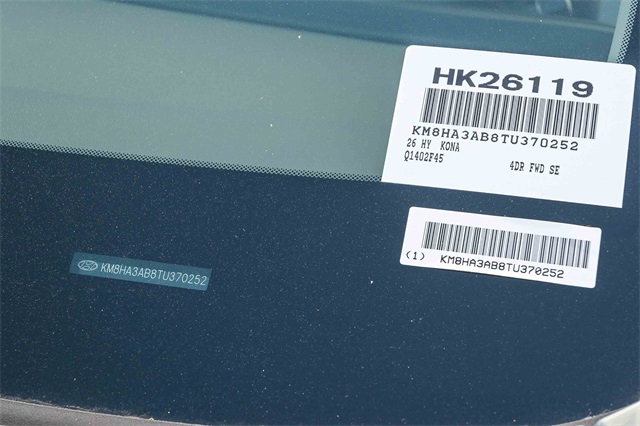 HK26119
KM8HA3AB8TU370252
26 HY KONA
Q1402F45 4DR FWD SE
(1) KM8HA3AB8TU370252
KM8HA3AB8TU370252